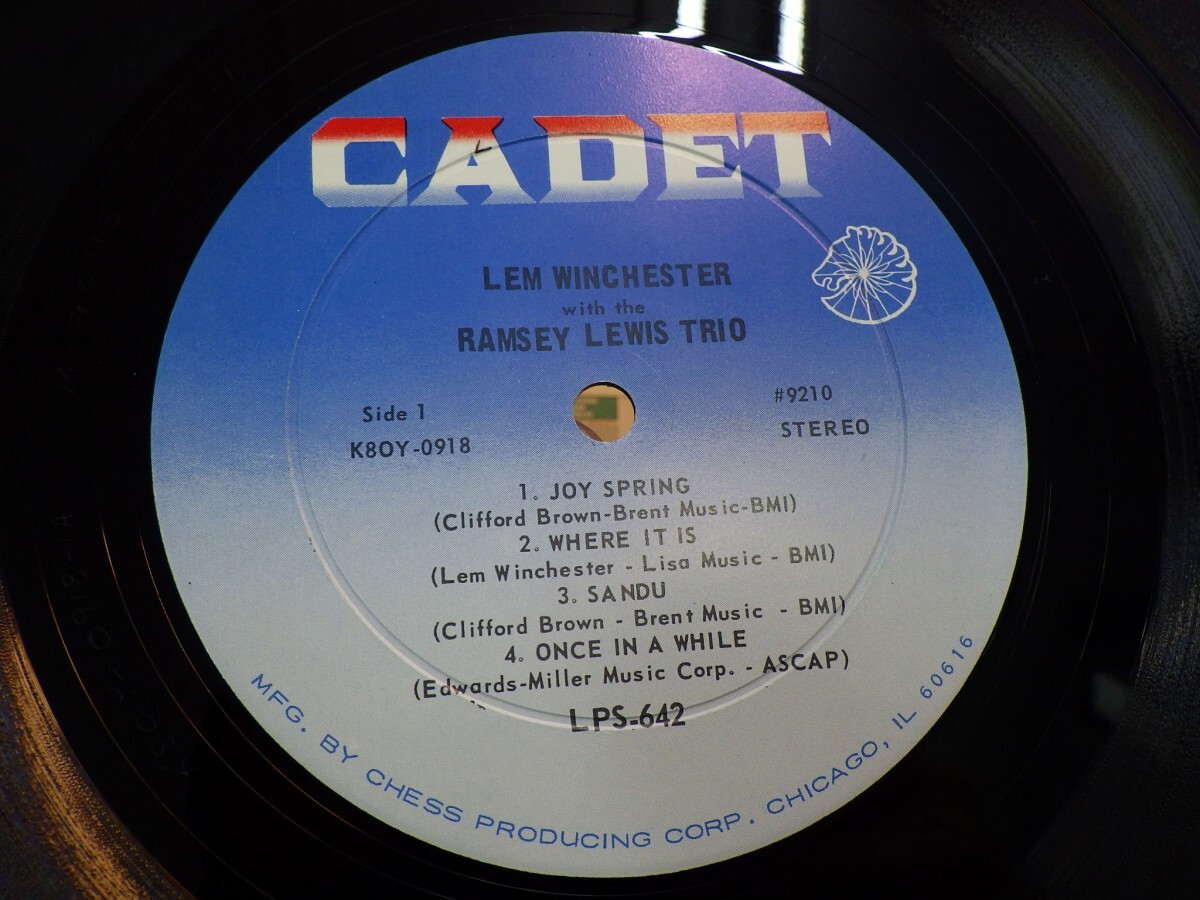 CADET
LEM WINCHESTER
with the
RAMSEY LEWIS TRIO
Side 1
K8OY-0918
#9210
STEREO
1. JOY SPRING
(Clifford Brown-Brent Music-BMI)
2. WHERE IT IS
(Lem Winchester - Lisa Music - BMI)
3. SANDU
(Clifford Brown - Brent Music - BMI)
4. ONCE IN A WHILE
(Edwards-Miller Music Corp. - ASCAP)
LPS-642
MFG. BY CHESS PRODUCING CORP. CHICAGO, IL 60616